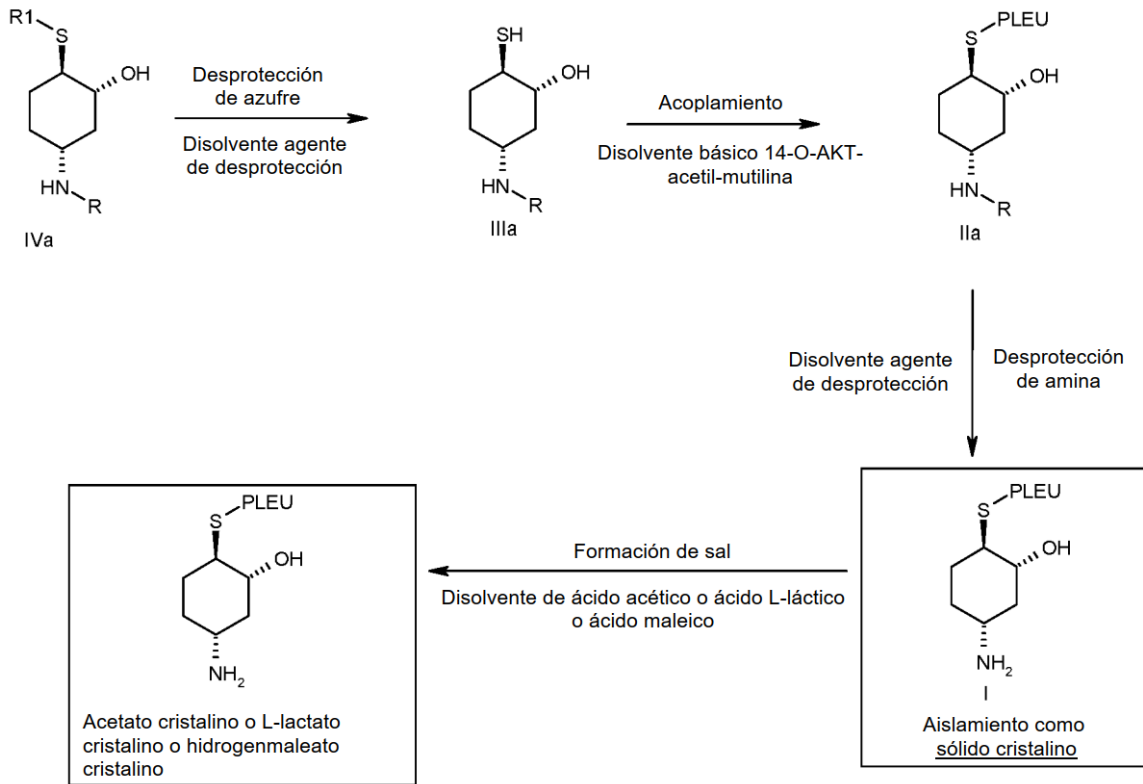 R1
S
OH
HN
R
IVa
Desprotección
de azufre
Disolvente agente
de desprotección
SH
OH
HN
R
IIIa
Acoplamiento
Disolvente básico 14-O-AKT-
acetil-mutilina
PLEU
S
OH
HN
R
IIa
Disolvente agente
de desprotección
Desprotección
de amina
PLEU
S
OH
NH2
I
Aislamiento como
sólido cristalino
Formación de sal
Disolvente de ácido acético o ácido L-láctico
o ácido maleico
PLEU
S
OH
NH2
Acetato cristalino o L-lactato
cristalino o hidrogenmaleato
cristalino